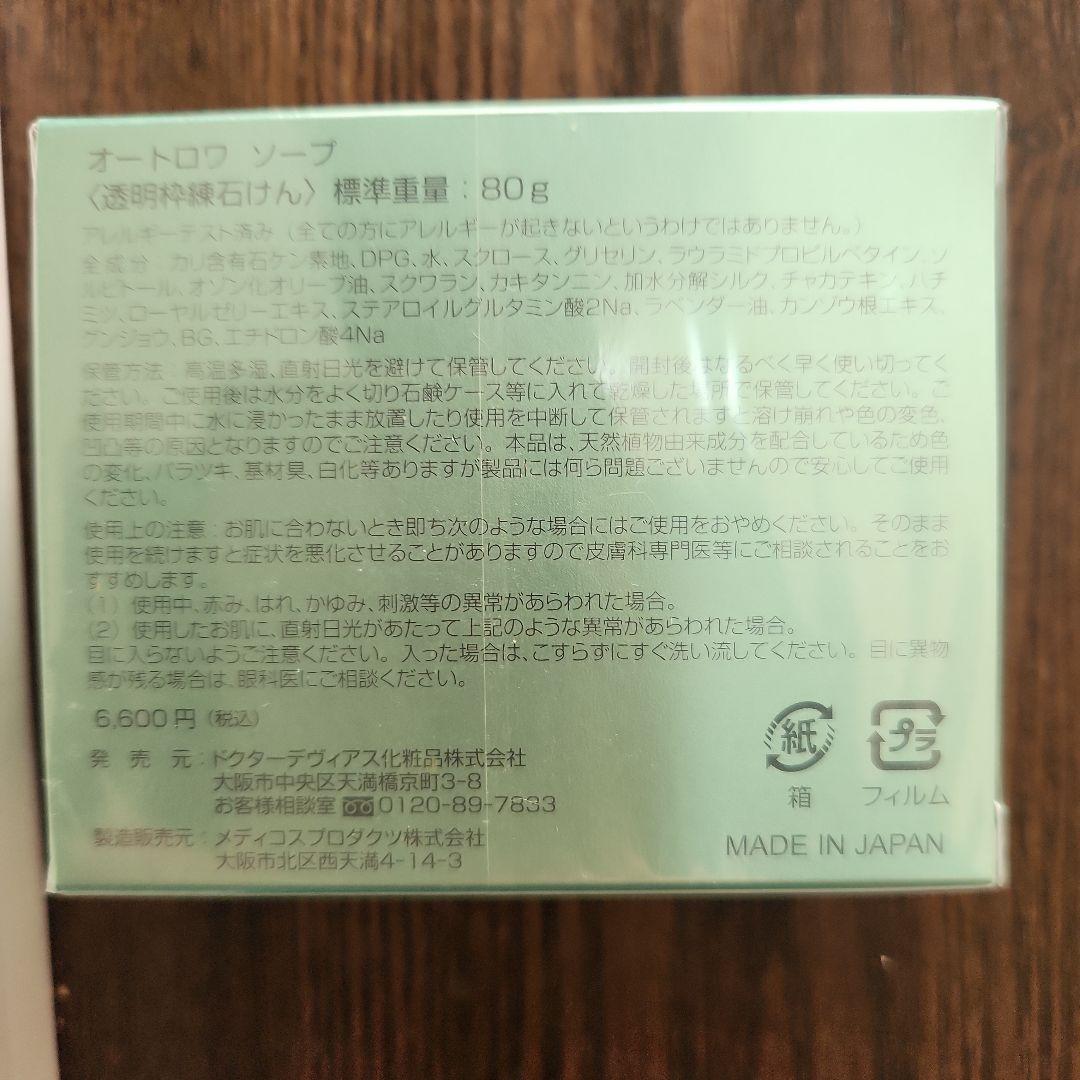 オートロワ ソープ
〈透明枠練石けん〉標準重量：80g
アレルギーテスト済み（全ての方にアレルギーが起きないというわけではありません。）
全成分：カリ含有石ケン素地、DPG、水、スクロース、グリセリン、ラウラミドプロピルベタイン、ソ
ルビトール、オゾン化オリーブ油、スクワラン、カキタンニン、加水分解シルク、チャカテキン、ハチ
ミツ、ローヤルゼリーエキス、ステアロイルグルタミン酸2Na、ラベンダー油、カンゾウ根エキス、
ケンジョウ、BG、エチドロン酸4Na
保管方法：高温多湿、直射日光を避けて保管してください。開封後はなるべく早く使い切ってく
ださい。ご使用後は水分をよく切り石鹸ケース等に入れて乾燥した場所で保管してください。ご
使用期間中に水に浸かったまま放置したり使用を中断して保管されますと溶け崩れや色の変色、
凹凸等の原因となりますのでご注意ください。本品は、天然植物由来成分を配合しているため色
の変化、バラツキ、基材臭、白化等ありますが製品には何ら問題ございませんので安心してご使用
ください。
使用上の注意：お肌に合わないとき即ち次のような場合にはご使用をおやめください。そのまま
使用を続けますと症状を悪化させることがありますので皮膚科専門医等にご相談されることをお
すすめします。
（1）使用中、赤み、はれ、かゆみ、刺激等の異常があらわれた場合。
（2）使用したお肌に、直射日光があたって上記のような異常があらわれた場合。
目に入らないようご注意ください。入った場合は、こすらずにすぐ洗い流してください。目に異物
感が残る場合は、眼科医にご相談ください。
6,600円（税込）
発 売 元：ドクターデヴィアス化粧品株式会社
大阪市中央区天満橋京町3-8
お客様相談室 0120-89-7833
製造販売元：メディコスプロダクツ株式会社
大阪市北区西天満4-14-3
紙
箱
プラ
フィルム
MADE IN JAPAN